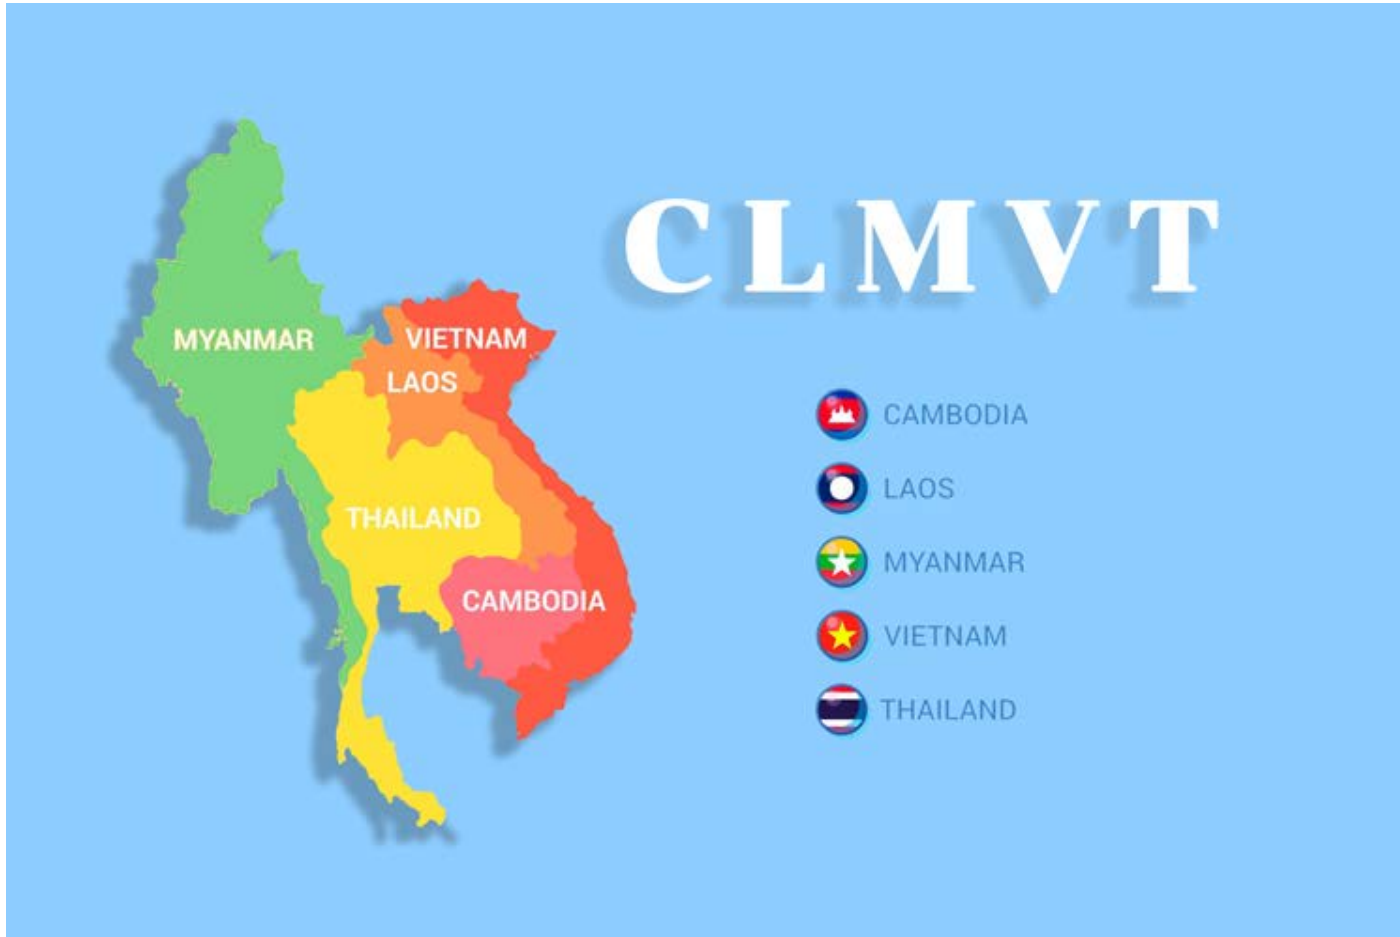 CLMVT
MYANMAR
VIETNAM
LAOS
THAILAND
CAMBODIA
CAMBODIA
LAOS
MYANMAR
VIETNAM
THAILAND